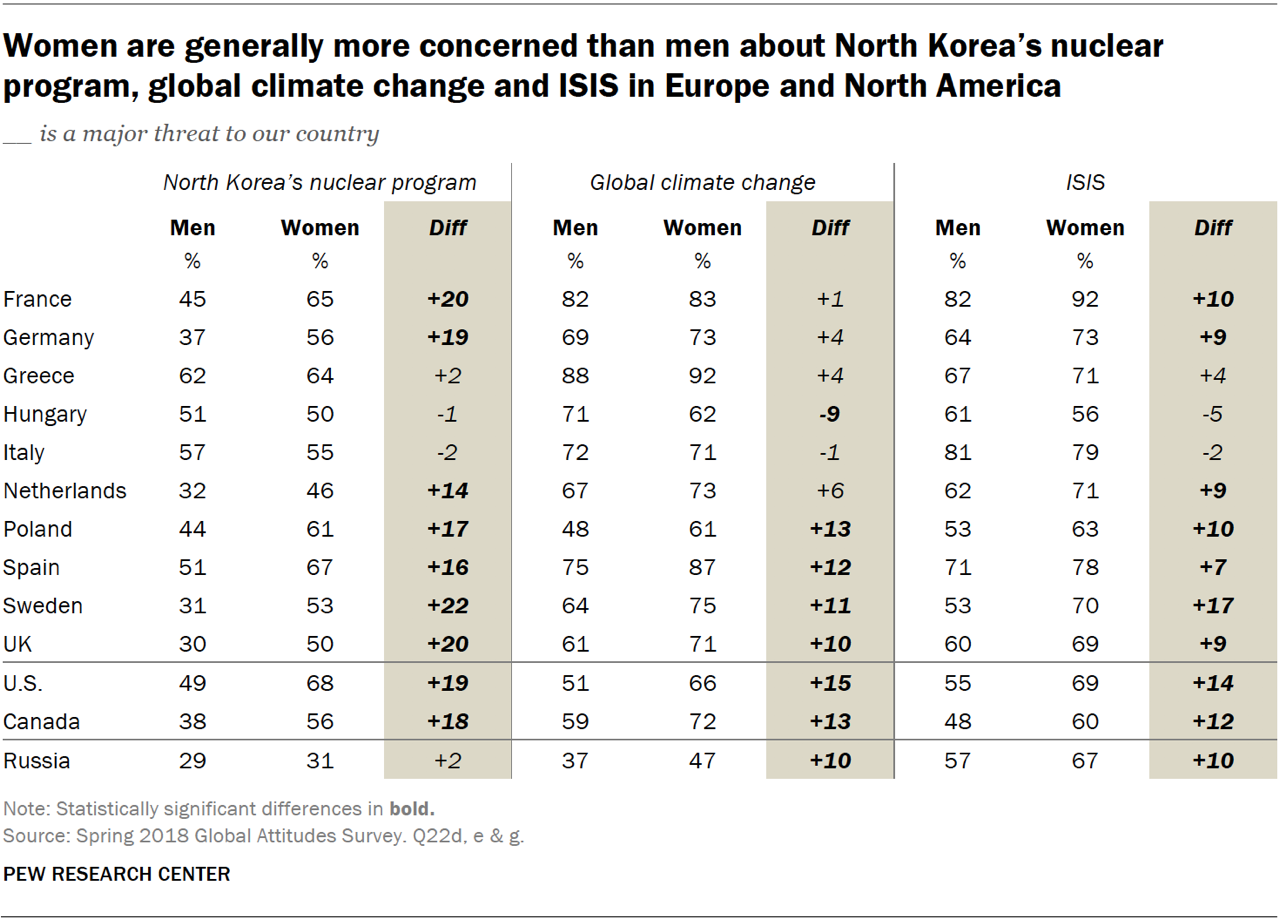 Women are generally more concerned than men about North Korea’s nuclear
program, global climate change and ISIS in Europe and North America
__ is a major threat to our country
North Korea’s nuclear program Global climate change ISIS
Men Women Diff Men Women Diff Men Women Diff
% % % % % %
France 45 65 +20 82 83 +1 82 92 +10
Germany 37 56 +19 69 73 +4 64 73 +9
Greece 62 64 +2 88 92 +4 67 71 +4
Hungary 51 50 -1 71 62 -9 61 56 -5
Italy 57 55 -2 72 71 -1 81 79 -2
Netherlands 32 46 +14 67 73 +6 62 71 +9
Poland 44 61 +17 48 61 +13 53 63 +10
Spain 51 67 +16 75 87 +12 71 78 +7
Sweden 31 53 +22 64 75 +11 53 70 +17
UK 30 50 +20 61 71 +10 60 69 +9
U.S. 49 68 +19 51 66 +15 55 69 +14
Canada 38 56 +18 59 72 +13 48 60 +12
Russia 29 31 +2 37 47 +10 57 67 +10
Note: Statistically significant differences in bold.
Source: Spring 2018 Global Attitudes Survey. Q22d, e & g.
PEW RESEARCH CENTER